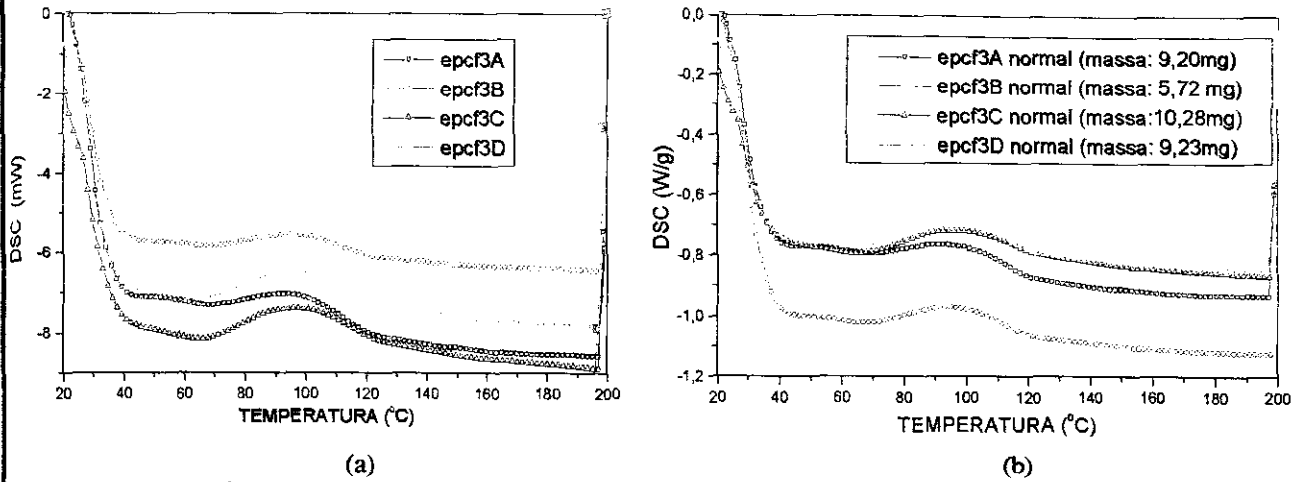 0
-2
-4
-6
-8
DSC (mW)
epcf3A
epcf3B
epcf3C
epcf3D
20 40 60 80 100 120 140 160 180 200
TEMPERATURA (°C)
(a)
0,0
-0,2
-0,4
-0,6
-0,8
-1,0
-1,2
DSC (W/g)
epcf3A normal (massa: 9,20mg)
epcf3B normal (massa: 5,72 mg)
epcf3C normal (massa:10,28mg)
epcf3D normal (massa: 9,23mg)
20 40 60 80 100 120 140 160 180 200
TEMPERATURA (°C)
(b)